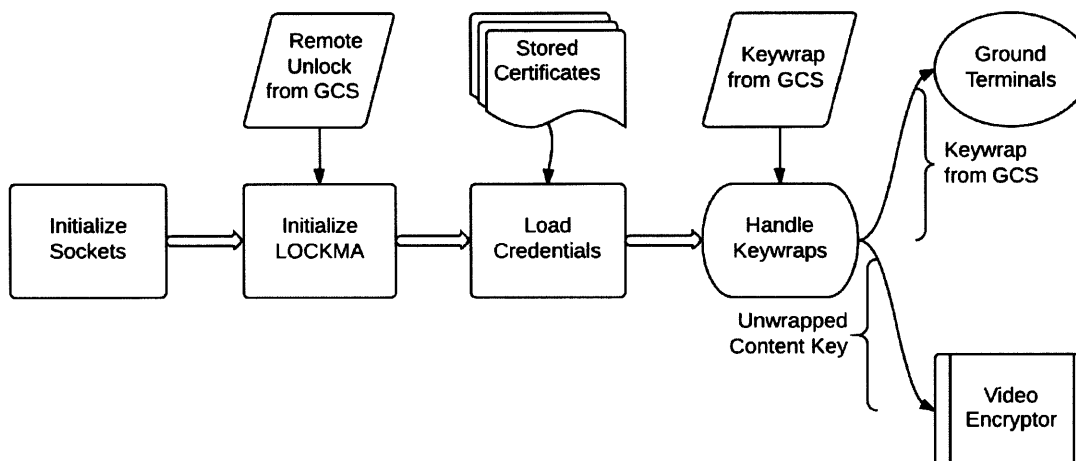 Remote
Unlock
from GCS
Stored
Certificates
Keywrap
from GCS
Ground
Terminals
Keywrap
from GCS
Initialize
Sockets
Initialize
LOCKMA
Load
Credentials
Handle
Keywraps
Unwrapped
Content Key
Video
Encryptor